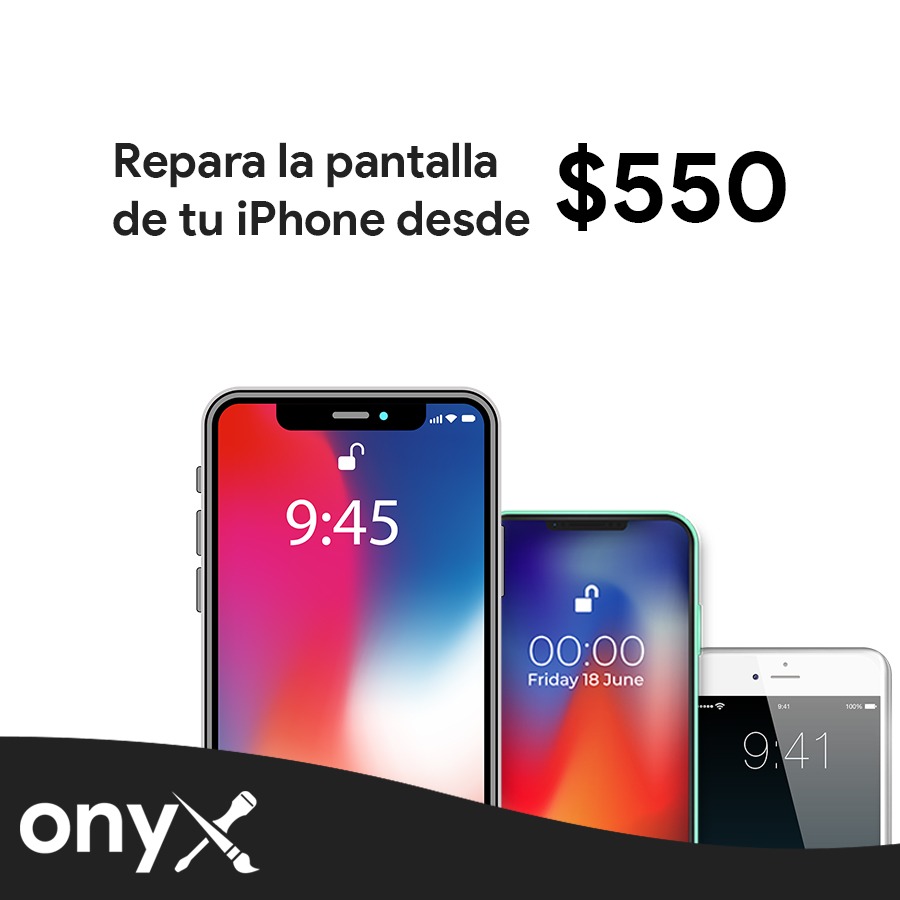 Repara la pantalla
de tu iPhone desde
$550
9:45
00:00
Friday 18 June
9:41
100%
9:41
onyx